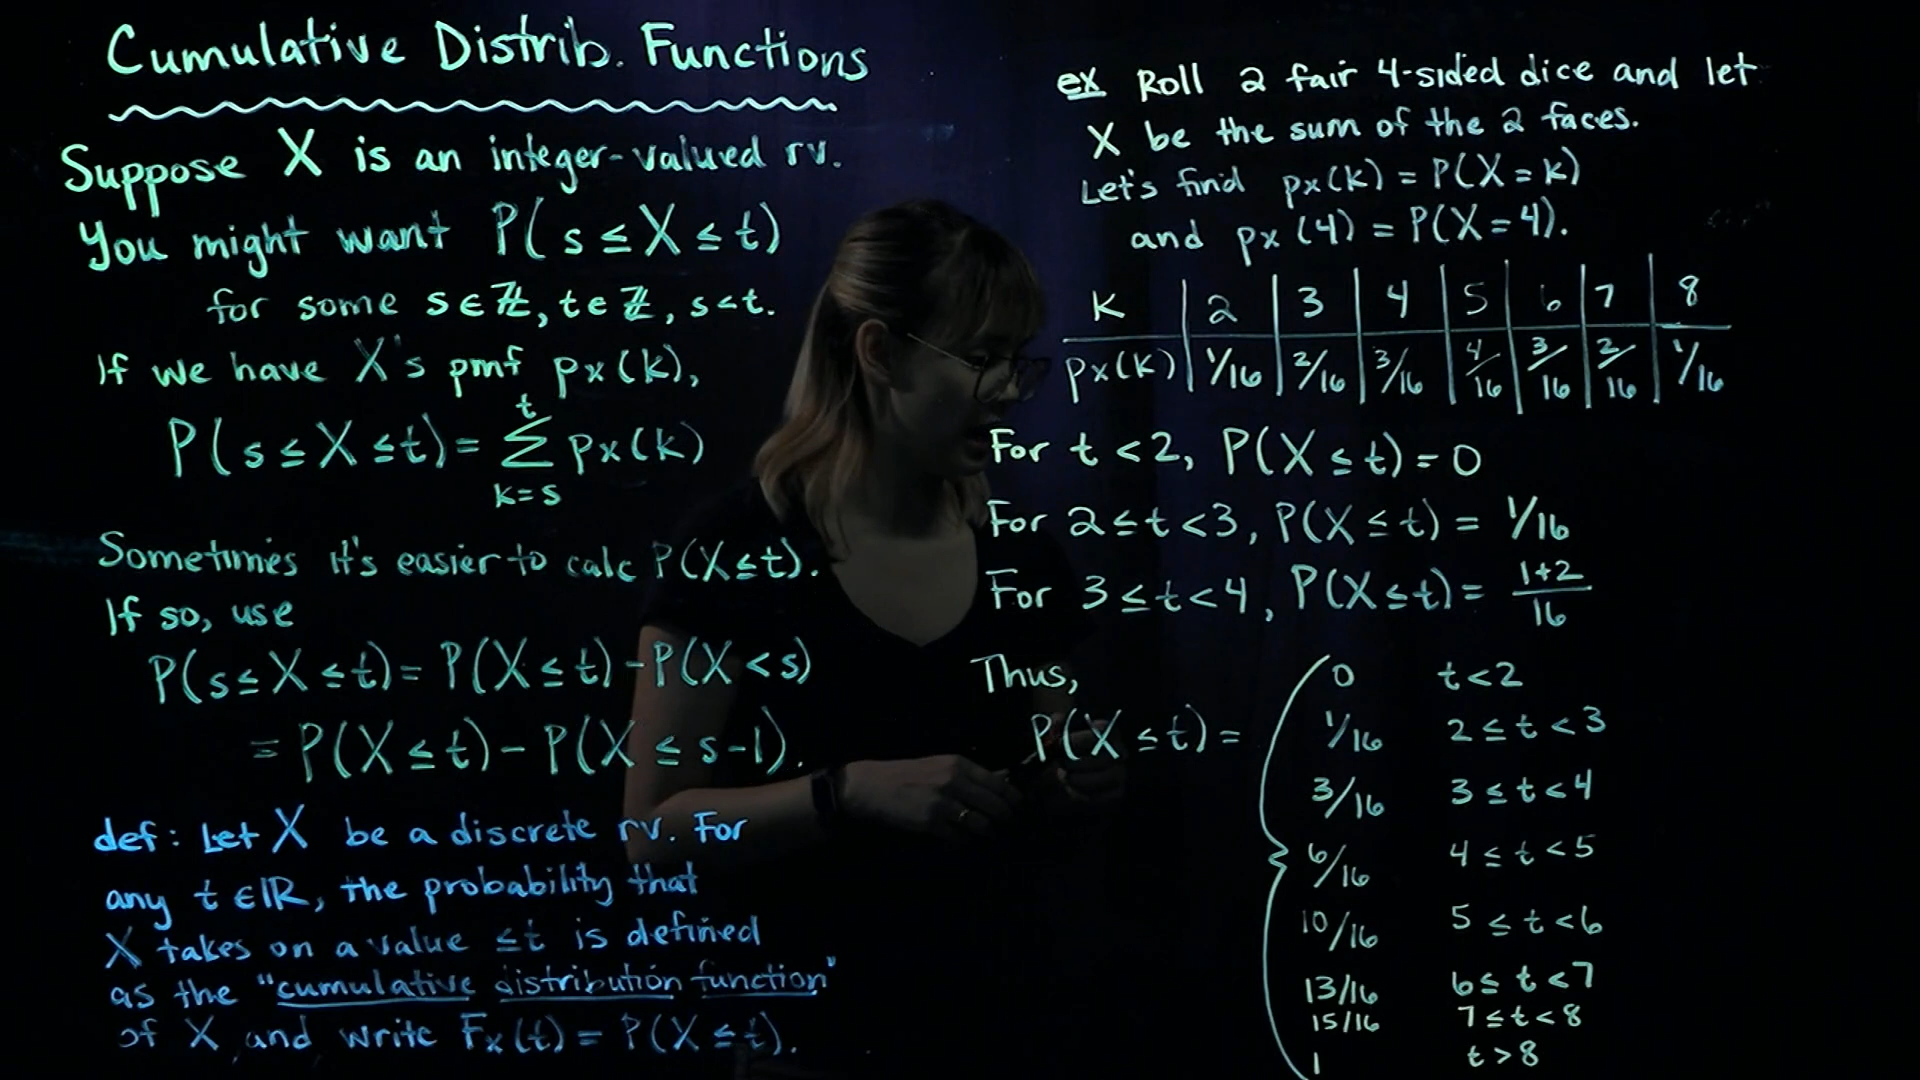 Cumulative Distrib. Functions
Suppose X is an integer-valued rv.
You might want P( s ≤ X ≤ t)
for some s ∈ ℤ, t ∈ ℤ, s < t.
If we have X's pmf px(k),
P( s ≤ X ≤ t) = Σ_{k=s}^{t} px(k)
Sometimes it's easier to calc P(X ≤ t).
If so, use
P(s ≤ X ≤ t) = P(X ≤ t) - P(X < s)
= P(X ≤ t) - P(X ≤ s-1).
def: Let X be a discrete rv. For
any t ∈ ℝ, the probability that
X takes on a value ≤ t is defined
as the "cumulative distribution function"
of X and write Fx(t) = P(X ≤ t).
ex Roll 2 fair 4-sided dice and let
X be the sum of the 2 faces.
Let's find px(k) = P(X = k)
and px(4) = P(X = 4).
K | 2 | 3 | 4 | 5 | 6 | 7 | 8
px(k) | 1/16 | 2/16 | 3/16 | 4/16 | 3/16 | 2/16 | 1/16
For t < 2, P(X ≤ t) = 0
For 2 ≤ t < 3, P(X ≤ t) = 1/16
For 3 ≤ t < 4, P(X ≤ t) = (1+2)/16
Thus,
P(X ≤ t) = {
0 t < 2
1/16 2 ≤ t < 3
3/16 3 ≤ t < 4
6/16 4 ≤ t < 5
10/16 5 ≤ t < 6
13/16 6 ≤ t < 7
15/16 7 ≤ t < 8
1 t > 8